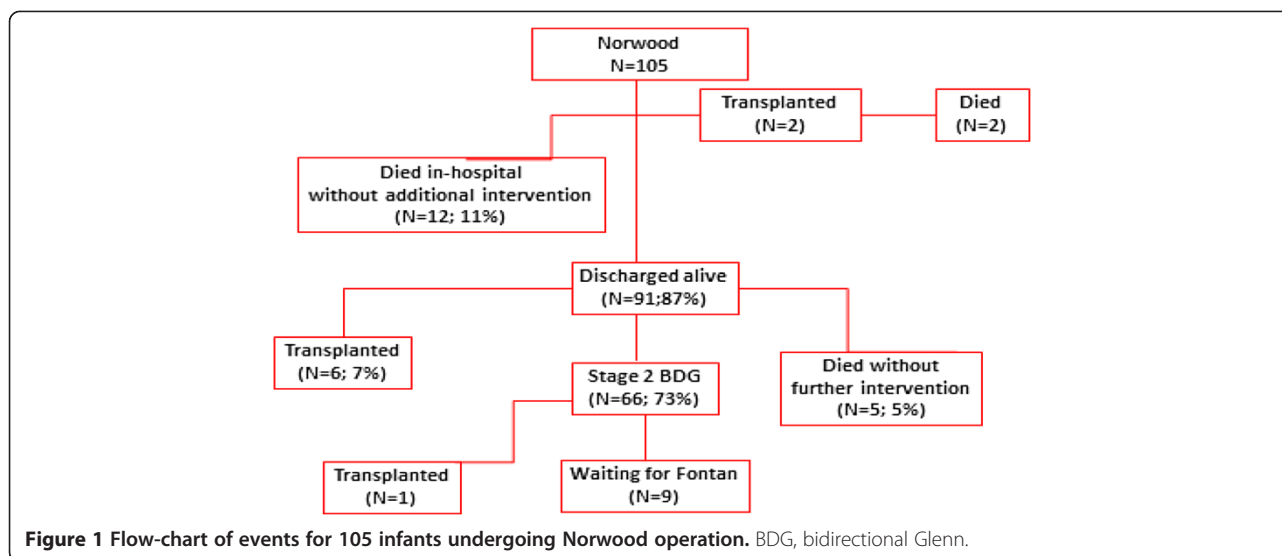 Norwood
N=105
Transplanted
(N=2)
Died
(N=2)
Died in-hospital
without additional intervention
(N=12; 11%)
Discharged alive
(N=91;87%)
Transplanted
(N=6; 7%)
Stage 2 BDG
(N=66; 73%)
Died without
further intervention
(N=5; 5%)
Transplanted
(N=1)
Waiting for Fontan
(N=9)
Figure 1 Flow-chart of events for 105 infants undergoing Norwood operation. BDG, bidirectional Glenn.